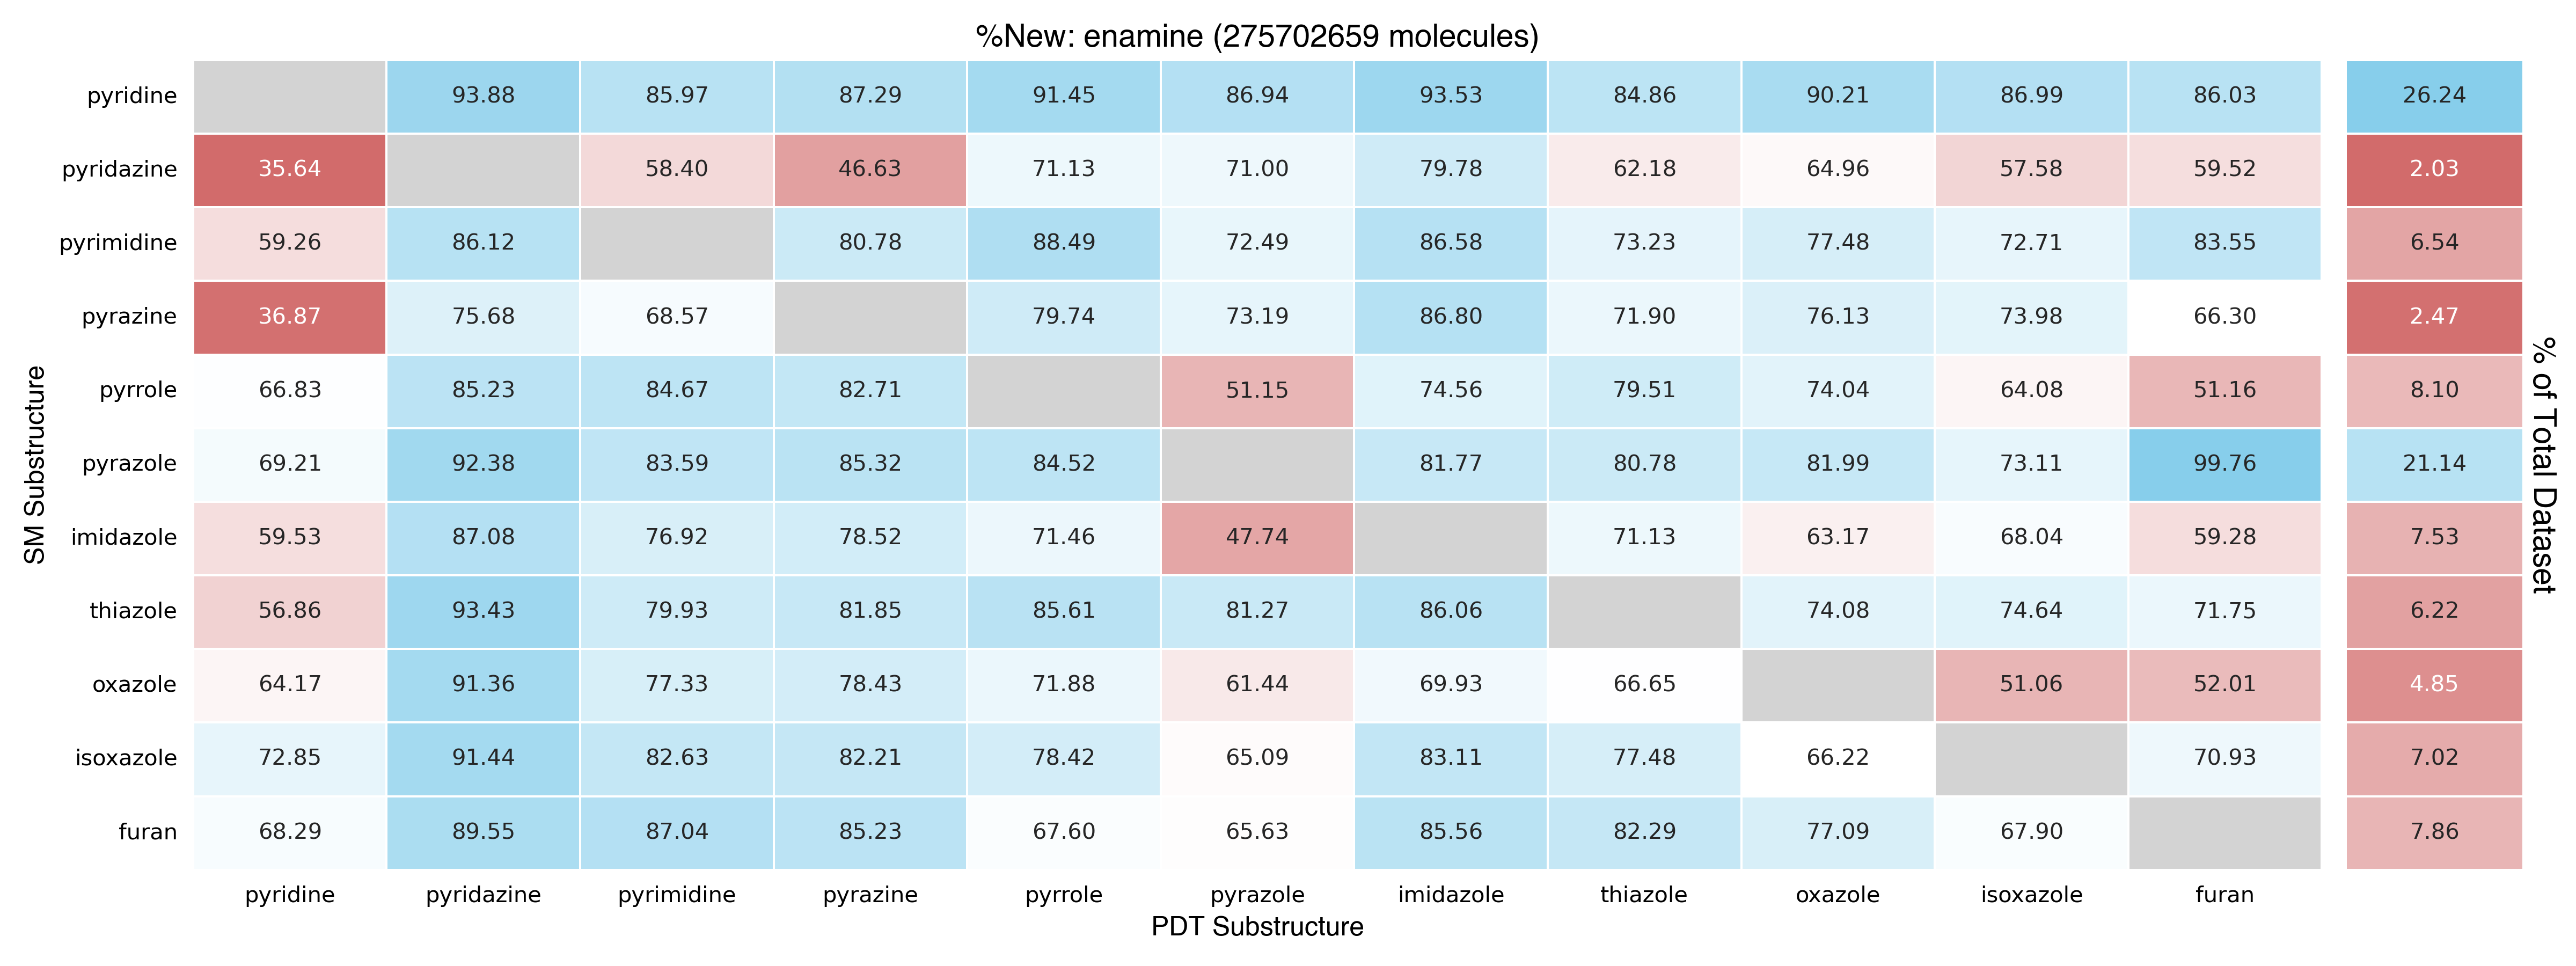 %New: enamine (275702659 molecules)
pyridine 93.88 85.97 87.29 91.45 86.94 93.53 84.86 90.21 86.99 86.03 26.24
pyridazine 35.64 58.40 46.63 71.13 71.00 79.78 62.18 64.96 57.58 59.52 2.03
pyrimidine 59.26 86.12 80.78 88.49 72.49 86.58 73.23 77.48 72.71 83.55 6.54
pyrazine 36.87 75.68 68.57 79.74 73.19 86.80 71.90 76.13 73.98 66.30 2.47
pyrrole 66.83 85.23 84.67 82.71 51.15 74.56 79.51 74.04 64.08 51.16 8.10
pyrazole 69.21 92.38 83.59 85.32 84.52 81.77 80.78 81.99 73.11 99.76 21.14
imidazole 59.53 87.08 76.92 78.52 71.46 47.74 71.13 63.17 68.04 59.28 7.53
thiazole 56.86 93.43 79.93 81.85 85.61 81.27 86.06 74.08 74.64 71.75 6.22
oxazole 64.17 91.36 77.33 78.43 71.88 61.44 69.93 66.65 51.06 52.01 4.85
isoxazole 72.85 91.44 82.63 82.21 78.42 65.09 83.11 77.48 66.22 70.93 7.02
furan 68.29 89.55 87.04 85.23 67.60 65.63 85.56 82.29 77.09 67.90 7.86
pyridine pyridazine pyrimidine pyrazine pyrrole pyrazole imidazole thiazole oxazole isoxazole furan
PDT Substructure
SM Substructure
% of Total Dataset